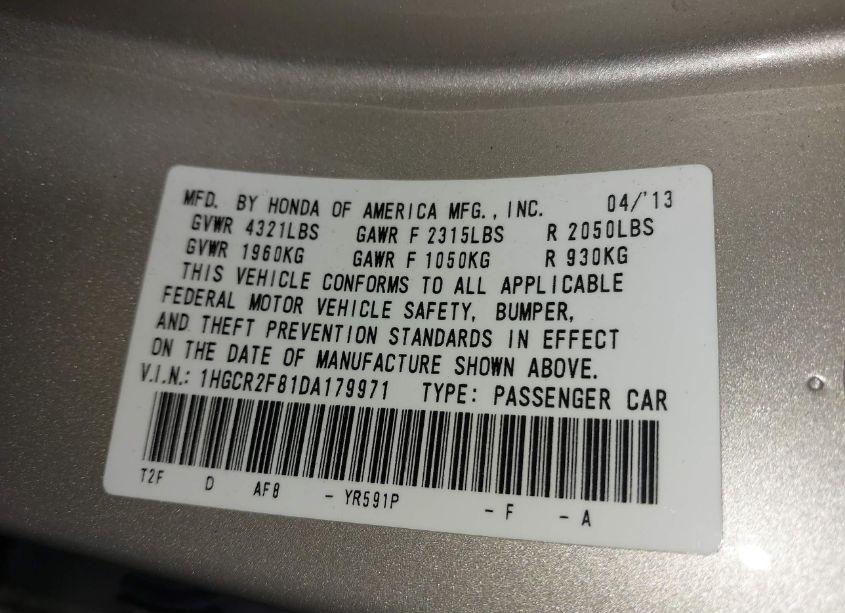 MFD. BY HONDA OF AMERICA MFG., INC. 04/'13
GVWR 4321LBS GAWR F 2315LBS R 2050LBS
GVWR 1960KG GAWR F 1050KG R 930KG
THIS VEHICLE CONFORMS TO ALL APPLICABLE
FEDERAL MOTOR VEHICLE SAFETY, BUMPER,
AND THEFT PREVENTION STANDARDS IN EFFECT
ON THE DATE OF MANUFACTURE SHOWN ABOVE.
V.I.N.: 1HGCR2F81DA179971 TYPE: PASSENGER CAR
T2F D AF8 - YR591P - F - A